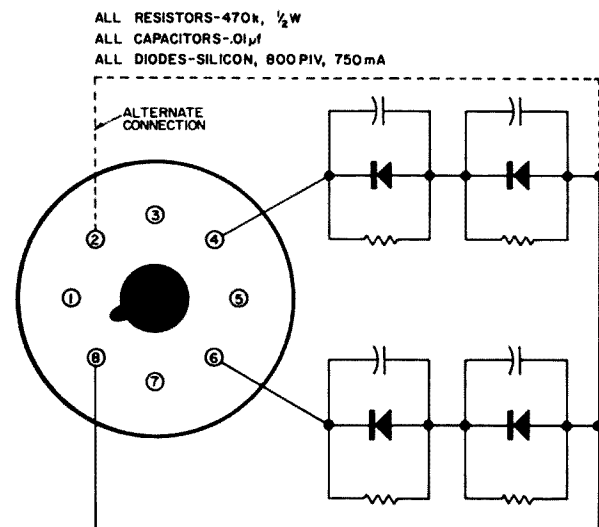 ALL RESISTORS-470k, ½W
ALL CAPACITORS-.01µf
ALL DIODES-SILICON, 800PIV, 750mA
ALTERNATE
CONNECTION
3
2
4
1
5
8
6
7